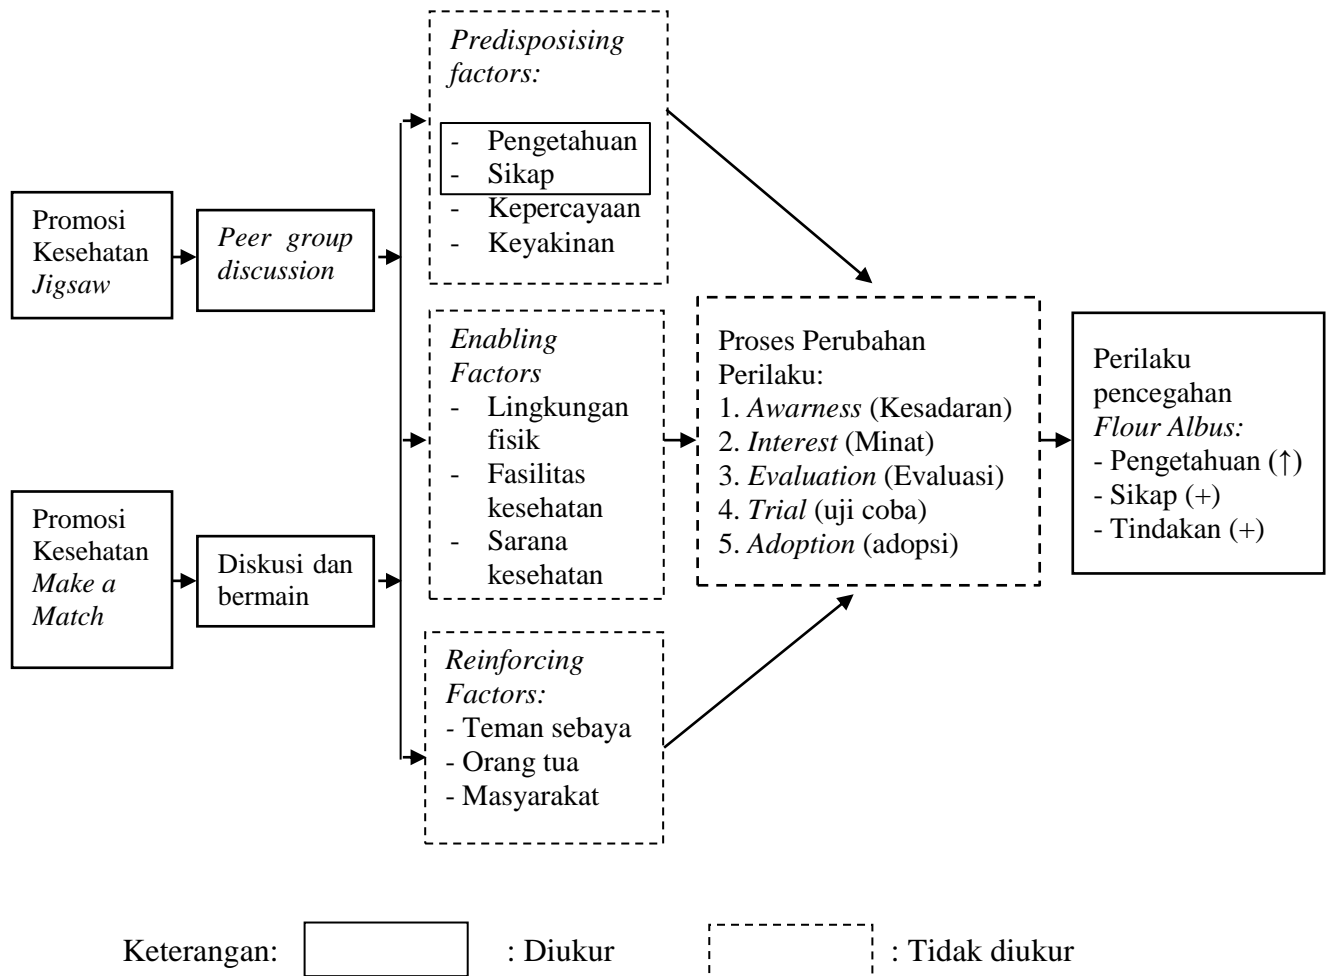 Promosi
Kesehatan
Jigsaw
Peer group
discussion
Promosi
Kesehatan
Make a
Match
Diskusi dan
bermain
Predisposising
factors:
- Pengetahuan
- Sikap
- Kepercayaan
- Keyakinan
Enabling
Factors
- Lingkungan
fisik
- Fasilitas
kesehatan
- Sarana
kesehatan
Reinforcing
Factors:
- Teman sebaya
- Orang tua
- Masyarakat
Proses Perubahan
Perilaku:
1. Awarness (Kesadaran)
2. Interest (Minat)
3. Evaluation (Evaluasi)
4. Trial (uji coba)
5. Adoption (adopsi)
Perilaku
pencegahan
Flour Albus:
- Pengetahuan (↑)
- Sikap (+)
- Tindakan (+)
Keterangan: : Diukur : Tidak diukur